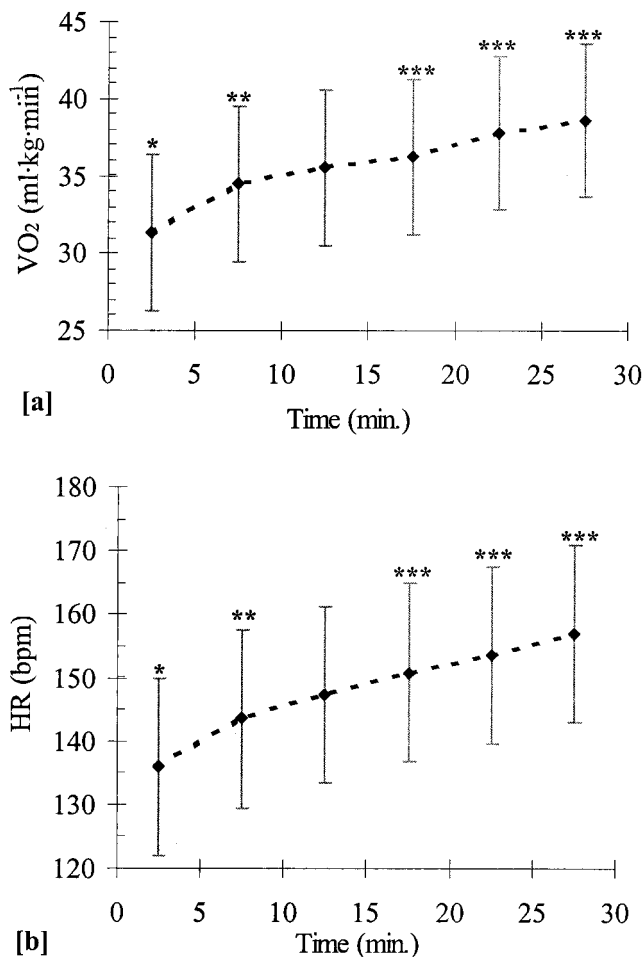 45
40
35
30
25
VO₂ (ml·kg·min⁻¹)
* ** *** *** ***
0 5 10 15 20 25 30
[a]
Time (min.)
180
170
160
150
140
130
120
HR (bpm)
* ** *** *** ***
0 5 10 15 20 25 30
[b]
Time (min.)